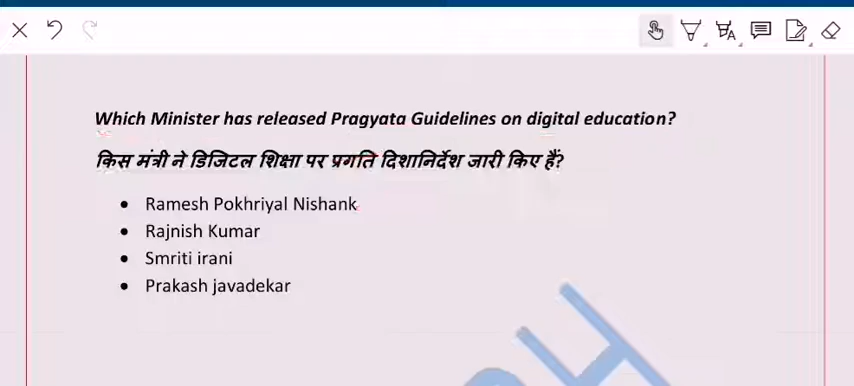 Which Minister has released Pragyata Guidelines on digital education?
किस मंत्री ने डिजिटल शिक्षा पर प्रगति दिशानिर्देश जारी किए हैं?
• Ramesh Pokhriyal Nishank
• Rajnish Kumar
• Smriti irani
• Prakash javadekar